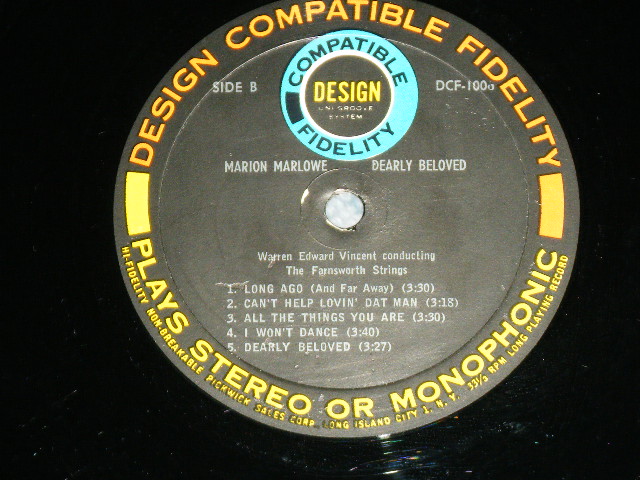 DESIGN COMPATIBLE FIDELITY
COMPATIBLE
DESIGN
UNI GROOVE
SYSTEM
FIDELITY
SIDE B
MARION MARLOWE
DEARLY BELOVED
Warren Edward Vincent conducting
The Farnsworth Strings
1. LONG AGO (And Far Away) (3:30)
2. CAN'T HELP LOVIN' DAT MAN (3:18)
3. ALL THE THINGS YOU ARE (3:30)
4. I WON'T DANCE (3:40)
5. DEARLY BELOVED (3:27)
PLAYS STEREO OR MONOPHONIC
HI-FIDELITY NON-BREAKABLE PICKWICK SALES CORP. LONG ISLAND CITY 1, N. Y. 33⅓ RPM LONG PLAYING RECORD